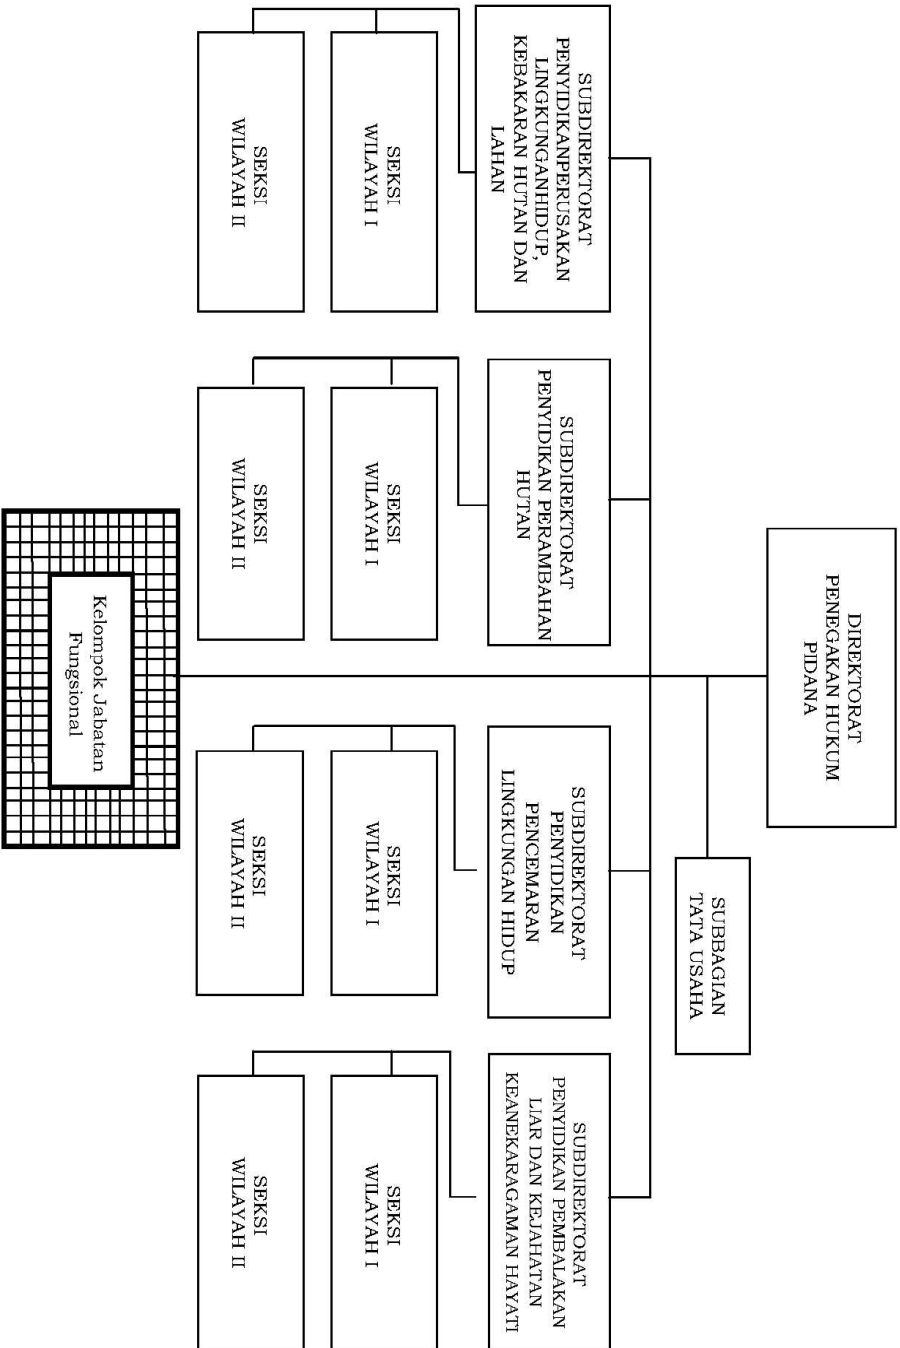 DIREKTORAT
PENEGAKAN HUKUM
PIDANA
SUBBAGIAN
TATA USAHA
SUBDIREKTORAT
PENYIDIKANPERUSAKAN
LINGKUNGANHIDUP,
KEBAKARAN HUTAN DAN
LAHAN
SEKSI
WILAYAH I
SEKSI
WILAYAH II
SUBDIREKTORAT
PENYIDIKAN PERAMBAHAN
HUTAN
SEKSI
WILAYAH I
SEKSI
WILAYAH II
SUBDIREKTORAT
PENYIDIKAN
PENCEMARAN
LINGKUNGAN HIDUP
SEKSI
WILAYAH I
SEKSI
WILAYAH II
SUBDIREKTORAT
PENYIDIKAN PEMBALAKAN
LIAR DAN KEJAHATAN
KEANEKARAGAMAN HAYATI
SEKSI
WILAYAH I
SEKSI
WILAYAH II
Kelompok Jabatan
Fungsional